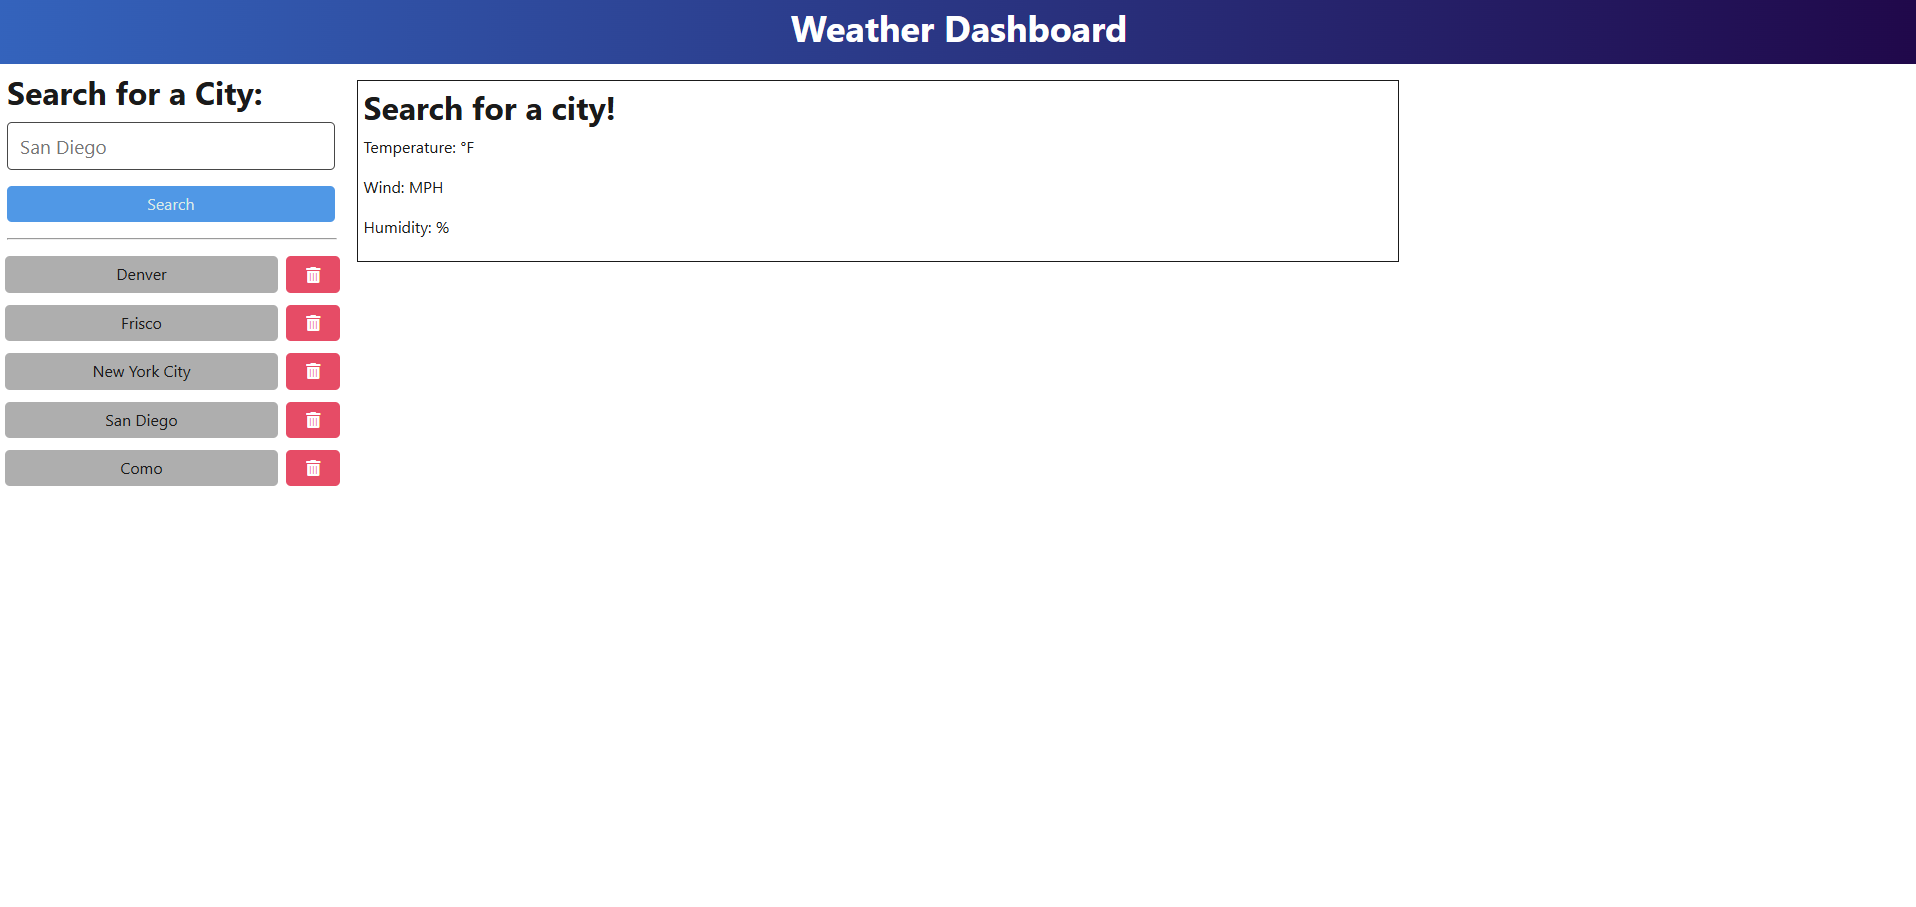 Weather Dashboard
Search for a City:
San Diego
Search
Denver
Frisco
New York City
San Diego
Como
Search for a city!
Temperature: °F
Wind: MPH
Humidity: %